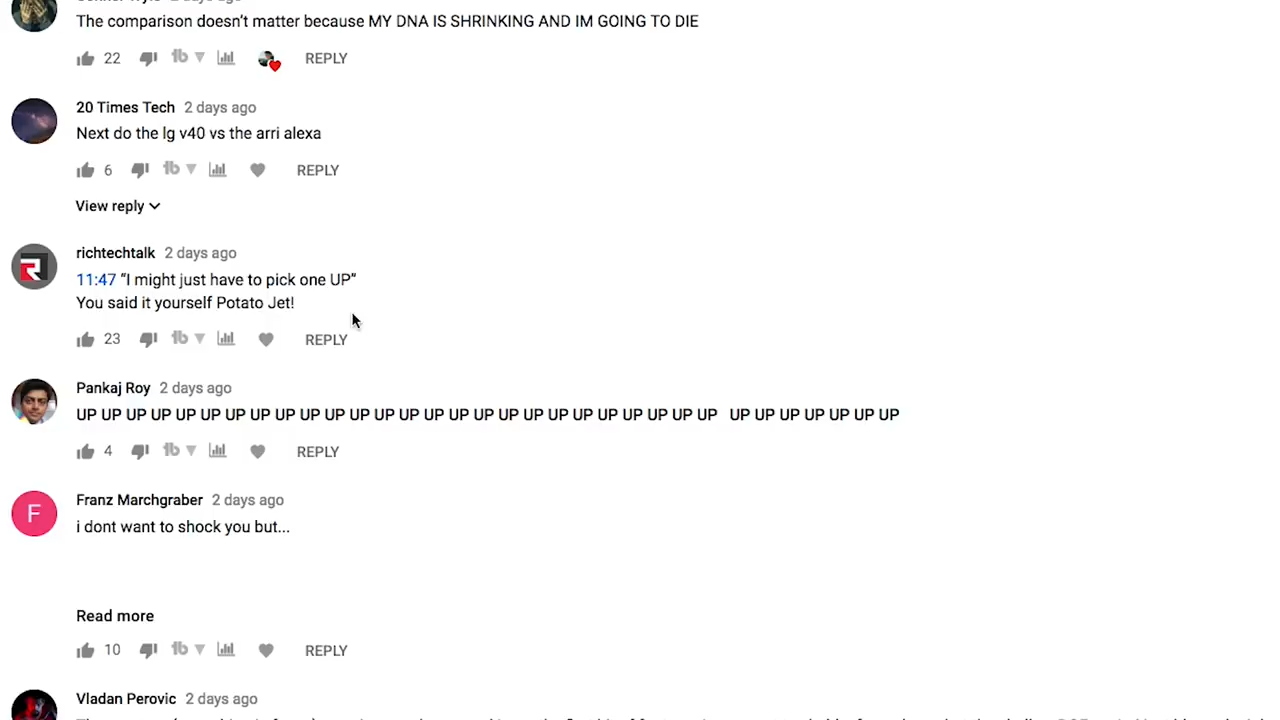 2 days ago
The comparison doesn't matter because MY DNA IS SHRINKING AND IM GOING TO DIE
22 REPLY
20 Times Tech 2 days ago
Next do the lg v40 vs the arri alexa
6 REPLY
View reply
richtechtalk 2 days ago
11:47 "I might just have to pick one UP"
You said it yourself Potato Jet!
23 REPLY
Pankaj Roy 2 days ago
UP UP UP UP UP UP UP UP UP UP UP UP UP UP UP UP UP UP UP UP UP UP UP UP UP UP UP UP UP UP UP UP UP
4 REPLY
F
Franz Marchgraber 2 days ago
i dont want to shock you but...
Read more
10 REPLY
Vladan Perovic 2 days ago